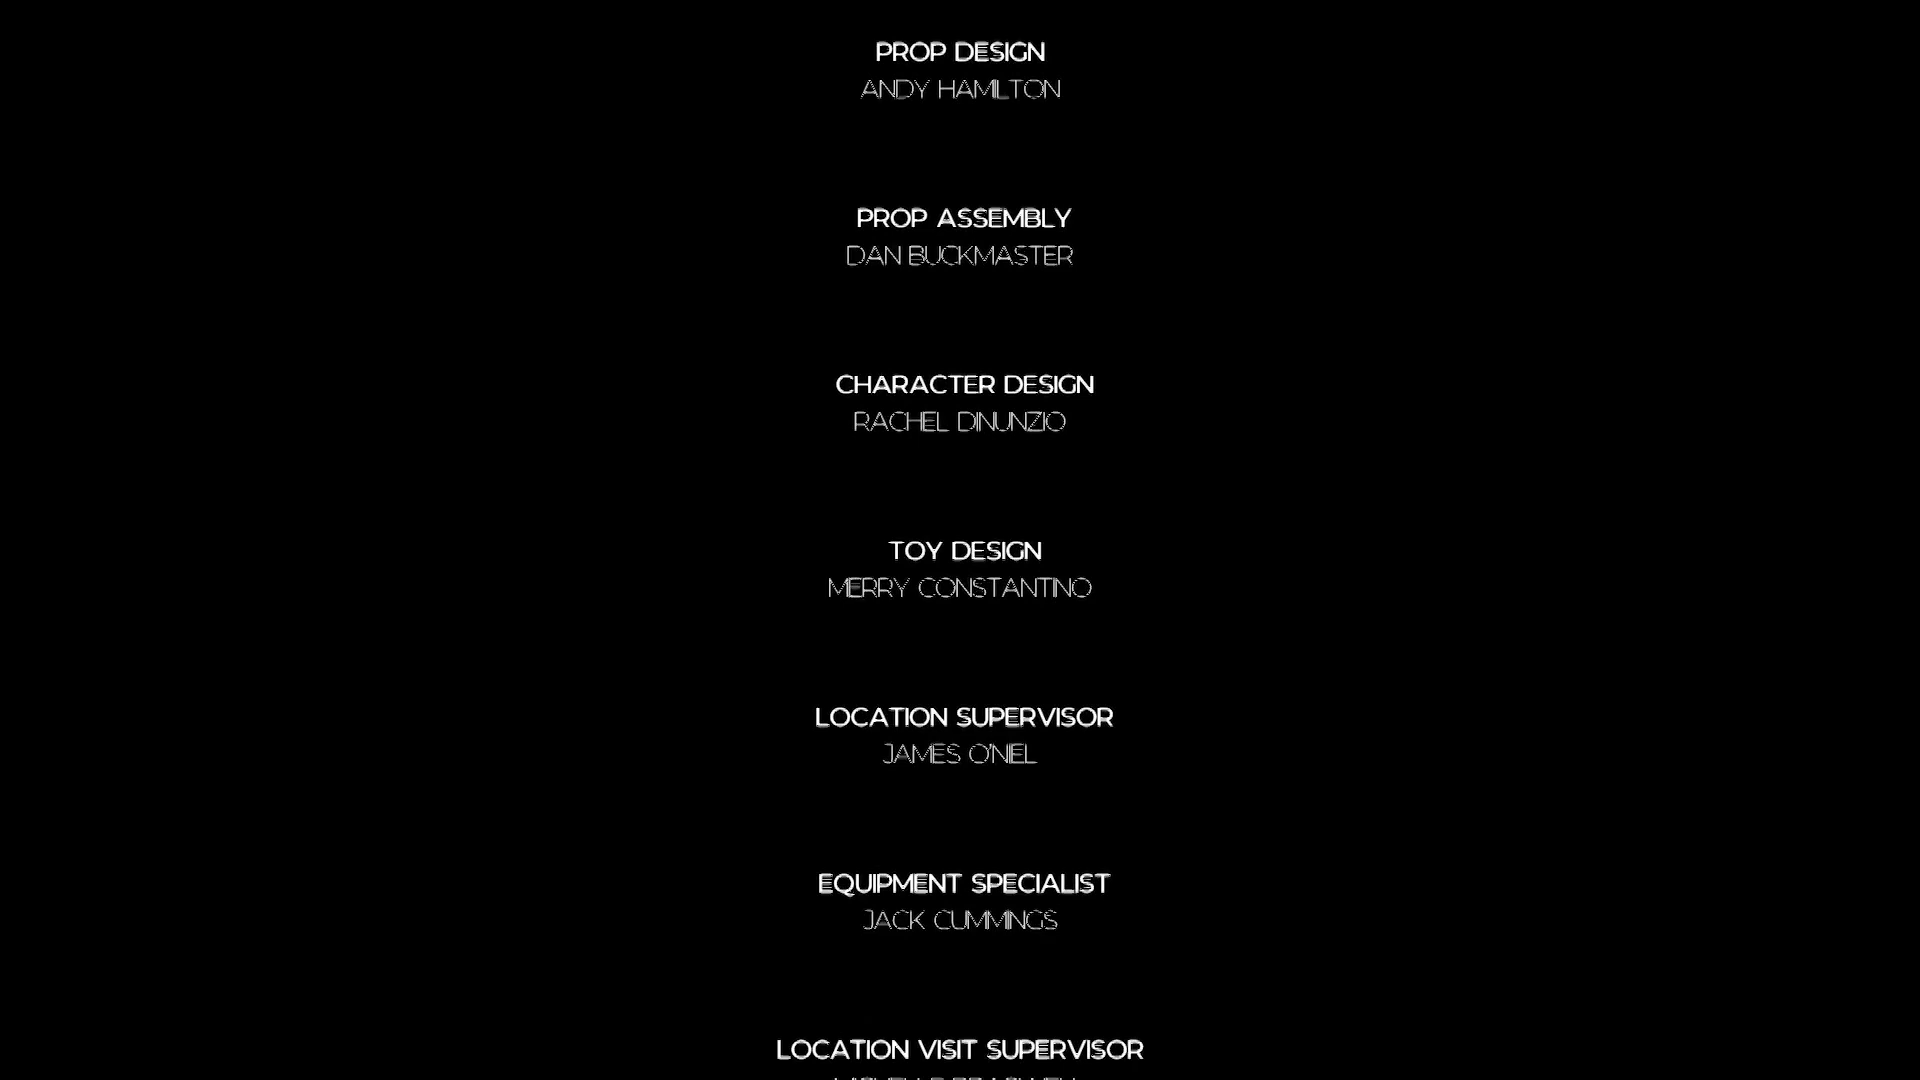 PROP DESIGN
ANDY HAMILTON
PROP ASSEMBLY
DAN BUCKMASTER
CHARACTER DESIGN
RACHEL DINUNZIO
TOY DESIGN
MERRY CONSTANTINO
LOCATION SUPERVISOR
JAMES O'NIEL
EQUIPMENT SPECIALIST
JACK CUMMINGS
LOCATION VISIT SUPERVISOR